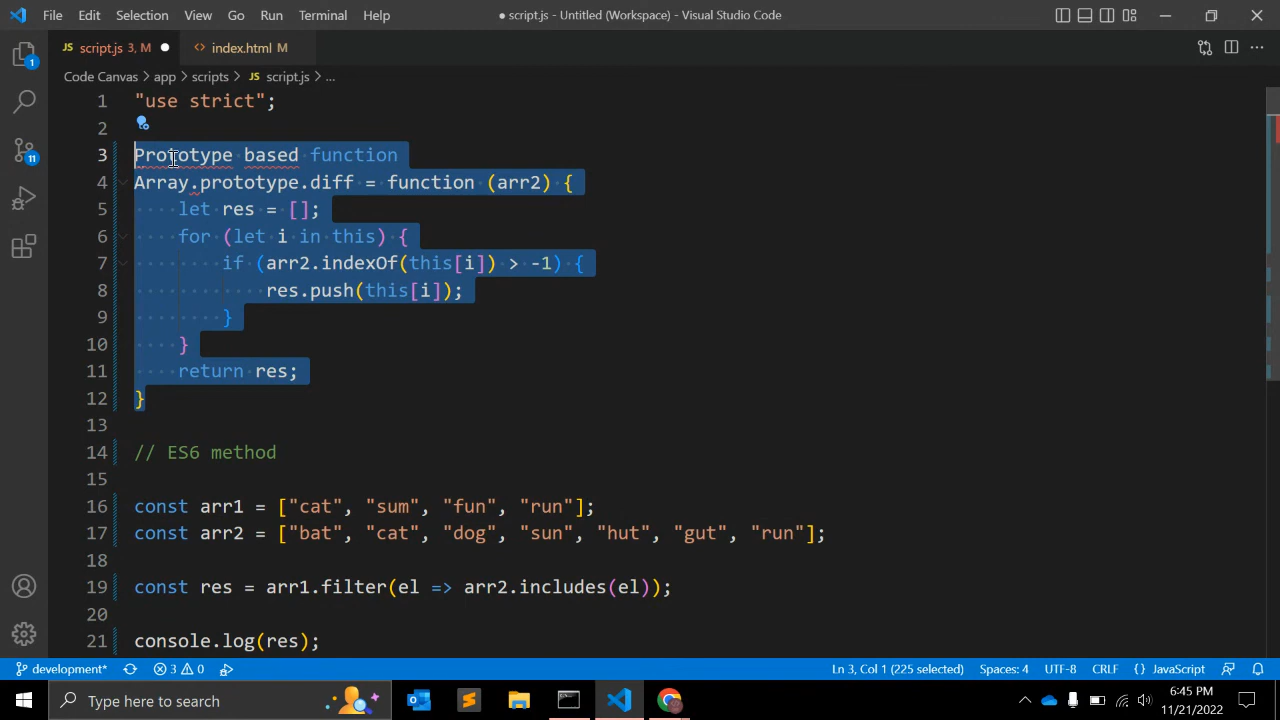 File Edit Selection View Go Run Terminal Help
● script.js - Untitled (Workspace) - Visual Studio Code
JS script.js 3, M ●
<> index.html M
Code Canvas > app > scripts > JS script.js > ...
1 "use strict";
2
3 Prototype based function
4 Array.prototype.diff = function (arr2) {
5 ····let res = [];
6 ····for (let i in this) {
7 ········if (arr2.indexOf(this[i]) > -1) {
8 ············res.push(this[i]);
9 ········}
10 ····}
11 ····return res;
12 }
13
14 // ES6 method
15
16 const arr1 = ["cat", "sum", "fun", "run"];
17 const arr2 = ["bat", "cat", "dog", "sun", "hut", "gut", "run"];
18
19 const res = arr1.filter(el => arr2.includes(el));
20
21 console.log(res);
1
11
development* 3 0 Ln 3, Col 1 (225 selected) Spaces: 4 UTF-8 CRLF {} JavaScript
Type here to search
6:45 PM
11/21/2022